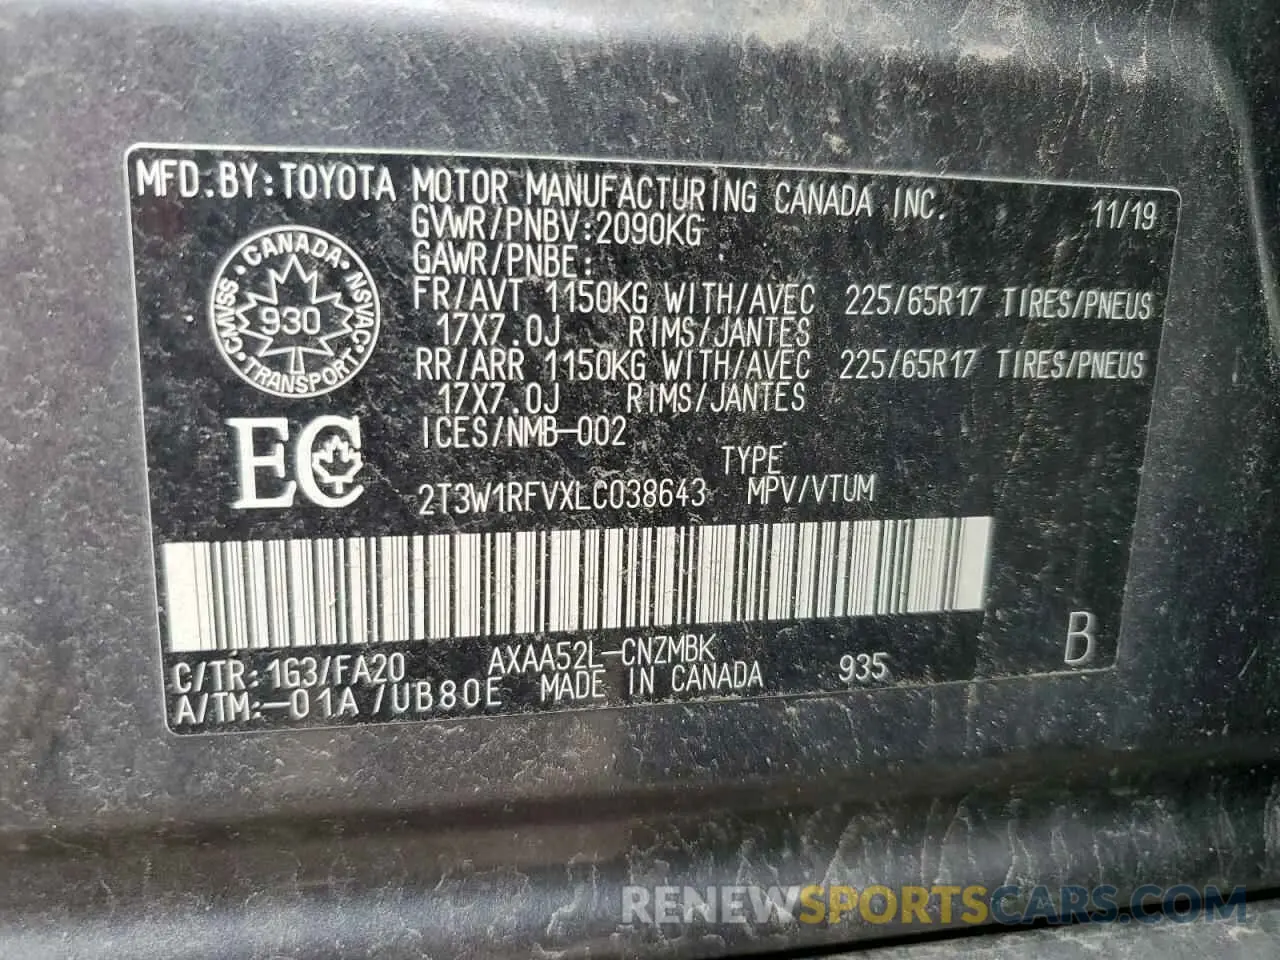 MFD.BY:TOYOTA MOTOR MANUFACTURING CANADA INC. 11/19
GVWR/PNBV:2090KG
GAWR/PNBE:
FR/AVT 1150KG WITH/AVEC 225/65R17 TIRES/PNEUS
17X7.0J RIMS/JANTES
RR/ARR 1150KG WITH/AVEC 225/65R17 TIRES/PNEUS
17X7.0J RIMS/JANTES
ICES/NMB-002
TYPE
2T3W1RFVXLC038643 MPV/VTUM
CANADA
CMVSS
930
NSVAC
TRANSPORT
EC
C/TR:1G3/FA20 AXAA52L-CNZMBK 935 B
A/TM:-01A/UB80E MADE IN CANADA
RENEWSPORTSCARS.COM